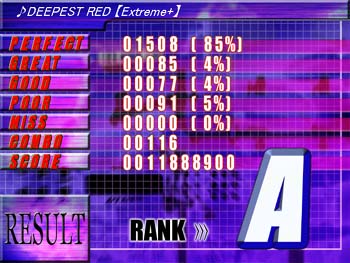 ♪DEEPEST RED【Extreme+】
PERFECT 01508 ( 85%)
GREAT 00085 ( 4%)
GOOD 00077 ( 4%)
POOR 00091 ( 5%)
MISS 00000 ( 0%)
COMBO 00116
SCORE 0011888900
RESULT RANK 》 A